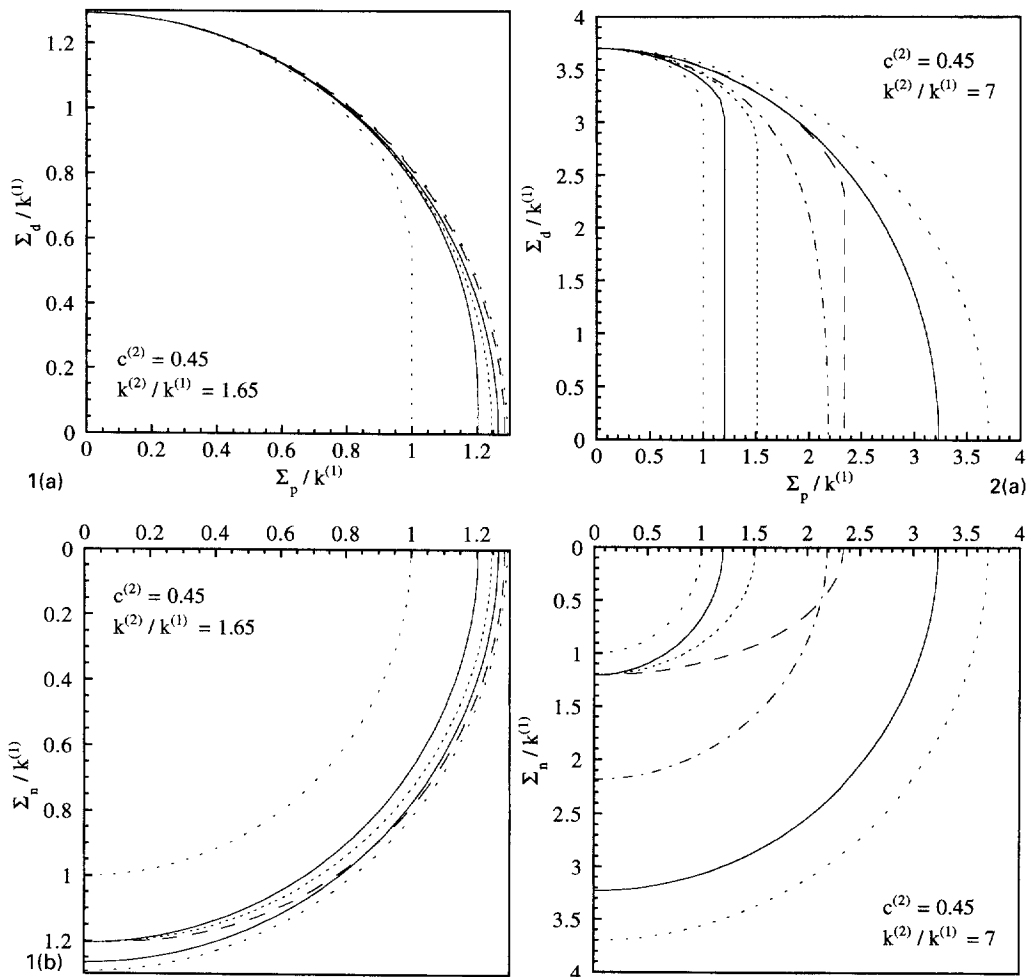 1.2
1
0.8
0.6
0.4
0.2
0
Σ_d / k^(1)
c^(2) = 0.45
k^(2) / k^(1) = 1.65
0 0.2 0.4 0.6 0.8 1 1.2
Σ_p / k^(1)
1(a)
4
3.5
3
2.5
2
1.5
1
0.5
0
Σ_d / k^(1)
c^(2) = 0.45
k^(2) / k^(1) = 7
0 0.5 1 1.5 2 2.5 3 3.5 4
Σ_p / k^(1)
2(a)
0 0.2 0.4 0.6 0.8 1 1.2
0
0.2
0.4
0.6
0.8
1
1.2
Σ_n / k^(1)
c^(2) = 0.45
k^(2) / k^(1) = 1.65
1(b)
0 0.5 1 1.5 2 2.5 3 3.5 4
0
0.5
1
1.5
2
2.5
3
3.5
4
Σ_n / k^(1)
c^(2) = 0.45
k^(2) / k^(1) = 7